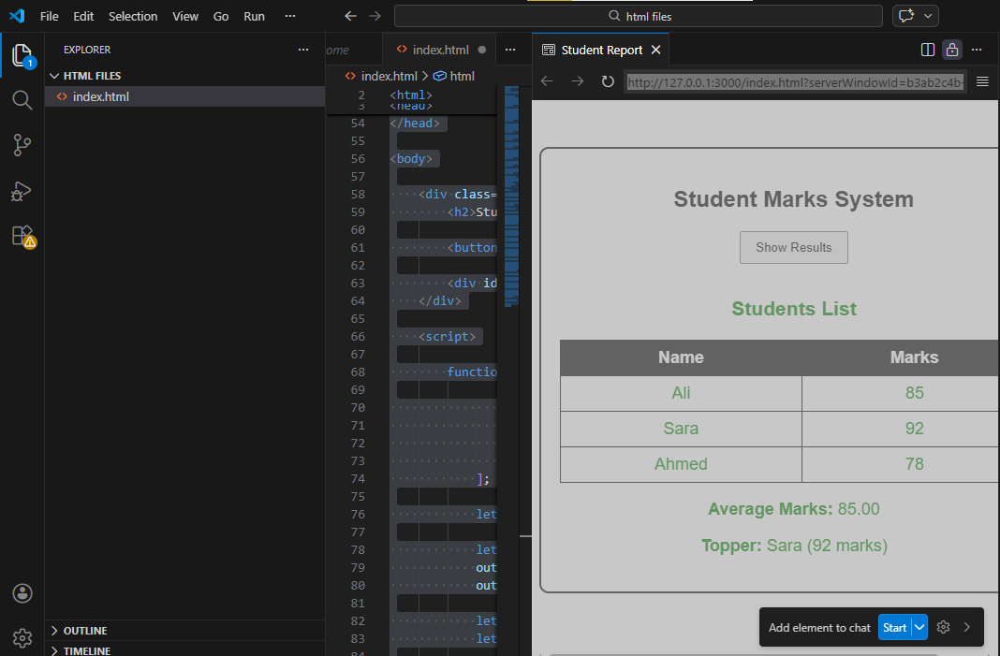 File Edit Selection View Go Run ··· html files
EXPLORER ···
HTML FILES
index.html
1
OUTLINE
TIMELINE
ome index.html ···
index.html > html
2 <html>
3 <head>
54 </head>
55
56 <body>
57
58 <div class=
59 <h2>Stu
60
61 <button
62
63 <div id
64 </div>
65
66 <script>
67
68 functio
69
70
71
72
73
74 ];
75
76 let
77
78 let
79 out
80 out
81
82 let
83 let
84
Student Report
http://127.0.0.1:3000/index.html?serverWindowId=b3ab2c4b-
Student Marks System
Show Results
Students List
Name Marks
Ali 85
Sara 92
Ahmed 78
Average Marks: 85.00
Topper: Sara (92 marks)
Add element to chat Start